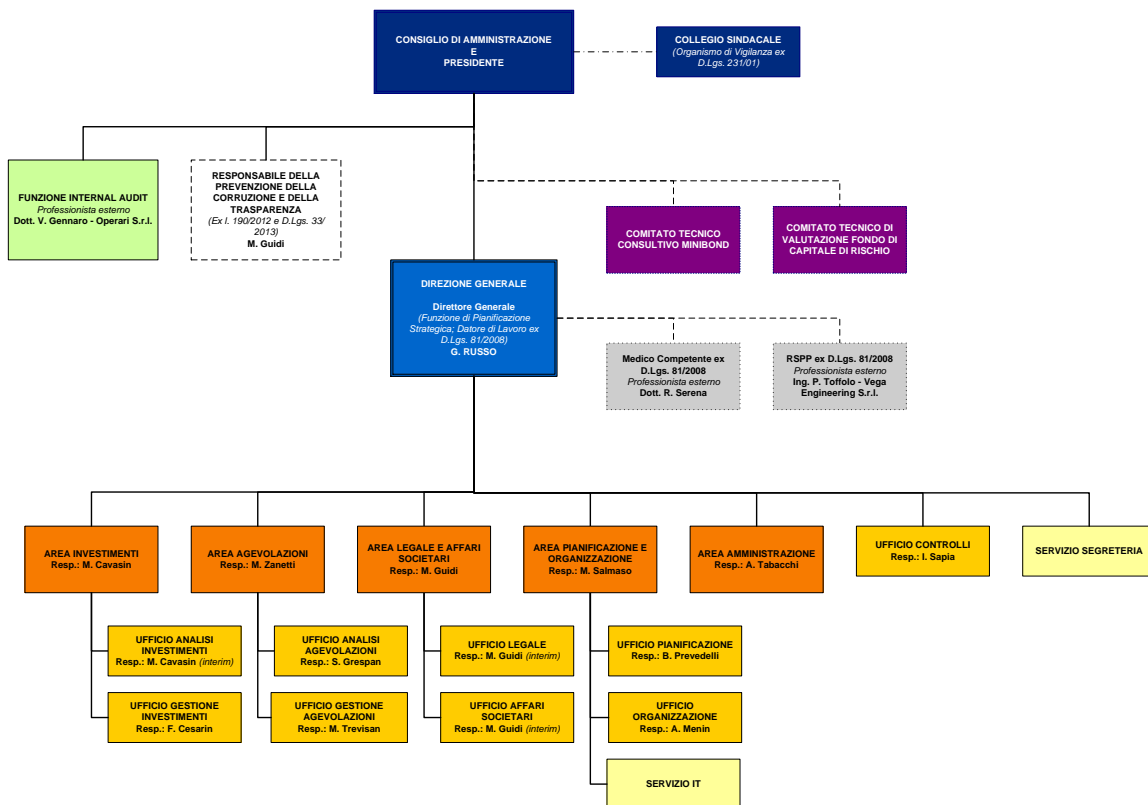 CONSIGLIO DI AMMINISTRAZIONE
E
PRESIDENTE
COLLEGIO SINDACALE
(Organismo di Vigilanza ex
D.Lgs. 231/01)
FUNZIONE INTERNAL AUDIT
Professionista esterno
Dott. V. Gennaro - Operari S.r.l.
RESPONSABILE DELLA
PREVENZIONE DELLA
CORRUZIONE E DELLA
TRASPARENZA
(Ex l. 190/2012 e D.Lgs. 33/
2013)
M. Guidi
COMITATO TECNICO
CONSULTIVO MINIBOND
COMITATO TECNICO DI
VALUTAZIONE FONDO DI
CAPITALE DI RISCHIO
DIREZIONE GENERALE
Direttore Generale
(Funzione di Pianificazione
Strategica; Datore di Lavoro ex
D.Lgs. 81/2008)
G. RUSSO
Medico Competente ex
D.Lgs. 81/2008
Professionista esterno
Dott. R. Serena
RSPP ex D.Lgs. 81/2008
Professionista esterno
Ing. P. Toffolo - Vega
Engineering S.r.l.
AREA INVESTIMENTI
Resp.: M. Cavasin
AREA AGEVOLAZIONI
Resp.: M. Zanetti
AREA LEGALE E AFFARI
SOCIETARI
Resp.: M. Guidi
AREA PIANIFICAZIONE E
ORGANIZZAZIONE
Resp.: M. Salmaso
AREA AMMINISTRAZIONE
Resp.: A. Tabacchi
UFFICIO CONTROLLI
Resp.: I. Sapia
SERVIZIO SEGRETERIA
UFFICIO ANALISI
INVESTIMENTI
Resp.: M. Cavasin (interim)
UFFICIO ANALISI
AGEVOLAZIONI
Resp.: S. Grespan
UFFICIO LEGALE
Resp.: M. Guidi (interim)
UFFICIO PIANIFICAZIONE
Resp.: B. Prevedelli
UFFICIO GESTIONE
INVESTIMENTI
Resp.: F. Cesarin
UFFICIO GESTIONE
AGEVOLAZIONI
Resp.: M. Trevisan
UFFICIO AFFARI
SOCIETARI
Resp.: M. Guidi (interim)
UFFICIO
ORGANIZZAZIONE
Resp.: A. Menin
SERVIZIO IT